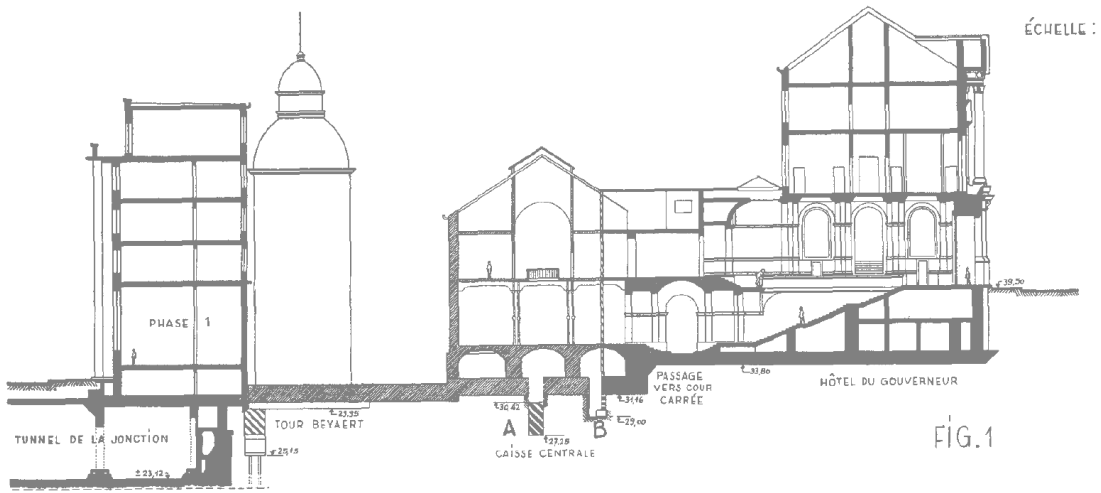 ÉCHELLE:
39,50
PHASE 1
33,80
HÔTEL DU GOUVERNEUR
PASSAGE
VERS COUR
CARRÉE
31,16
30,42
29,00
A
B
27,28
CAISSE CENTRALE
TOUR BEYAERT
TUNNEL DE LA JONCTION
± 23,12
FIG.1